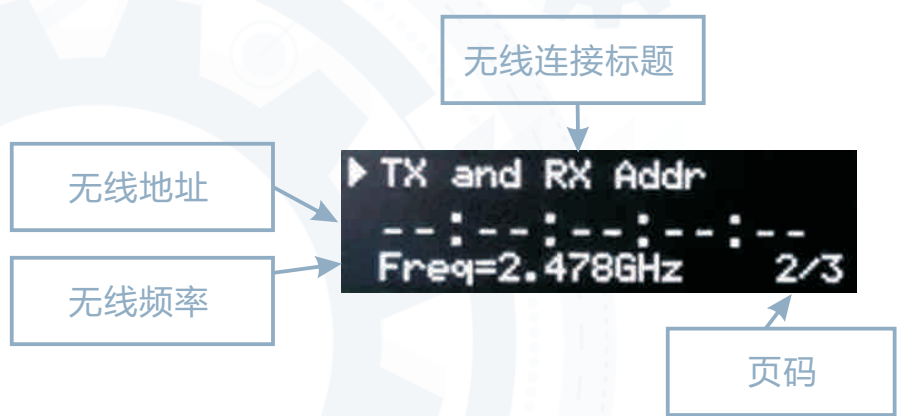 无线连接标题
无线地址
TX and RX Addr
--:--:--:--:--
无线频率
Freq=2.478GHz 2/3
页码